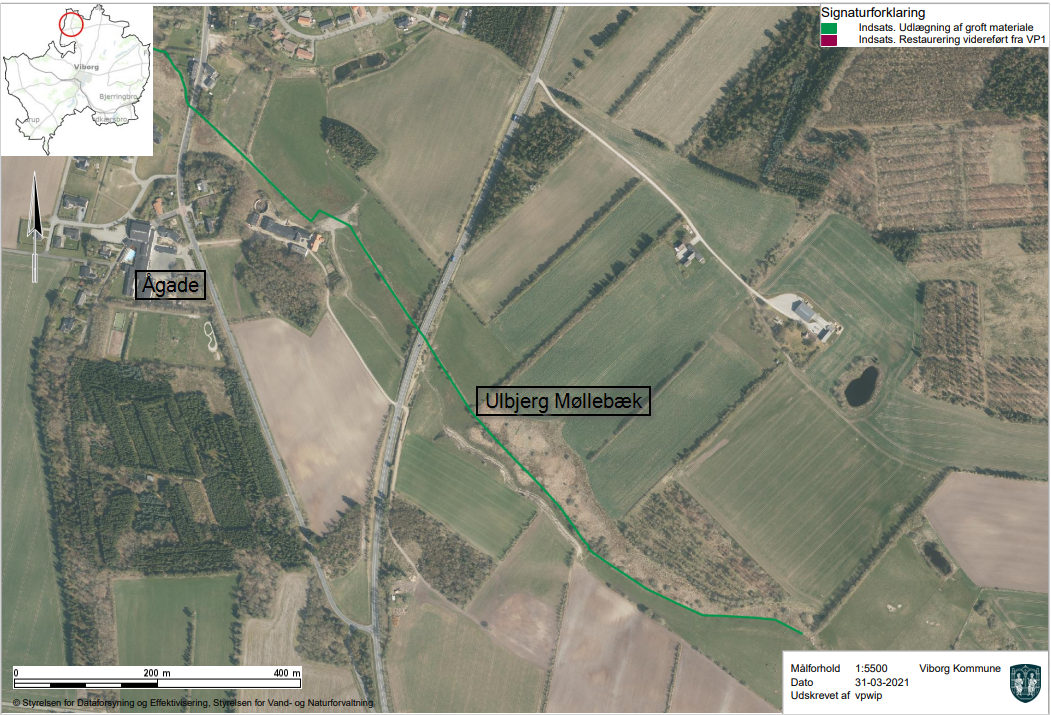 Signaturforklaring
Indsats. Udlægning af groft materiale
Indsats. Restaurering videreført fra VP1
Viborg
Bjerringbro
Ågade
Ulbjerg Møllebæk
0 200 m 400 m
© Styrelsen for Dataforsyning og Effektivisering, Styrelsen for Vand- og Naturforvaltning.
Målforhold 1:5500 Viborg Kommune
Dato 31-03-2021
Udskrevet af vpwip